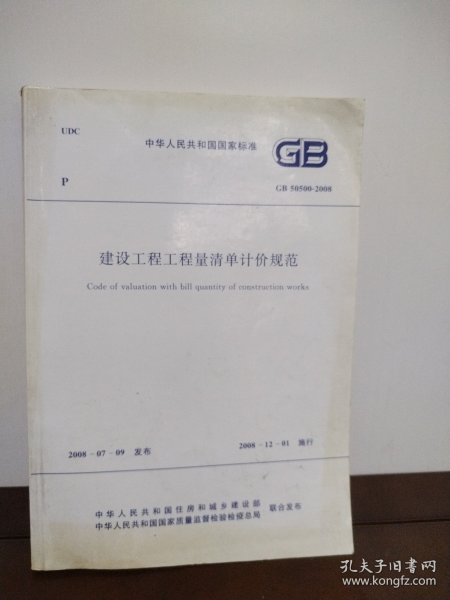 UDC
中华人民共和国国家标准
GB
P
GB 50500-2008
建设工程工程量清单计价规范
Code of valuation with bill quantity of construction works
2008-07-09 发布
2008-12-01 施行
中华人民共和国住房和城乡建设部
中华人民共和国国家质量监督检验检疫总局
联合发布
孔夫子旧书网
www.kongfz.com